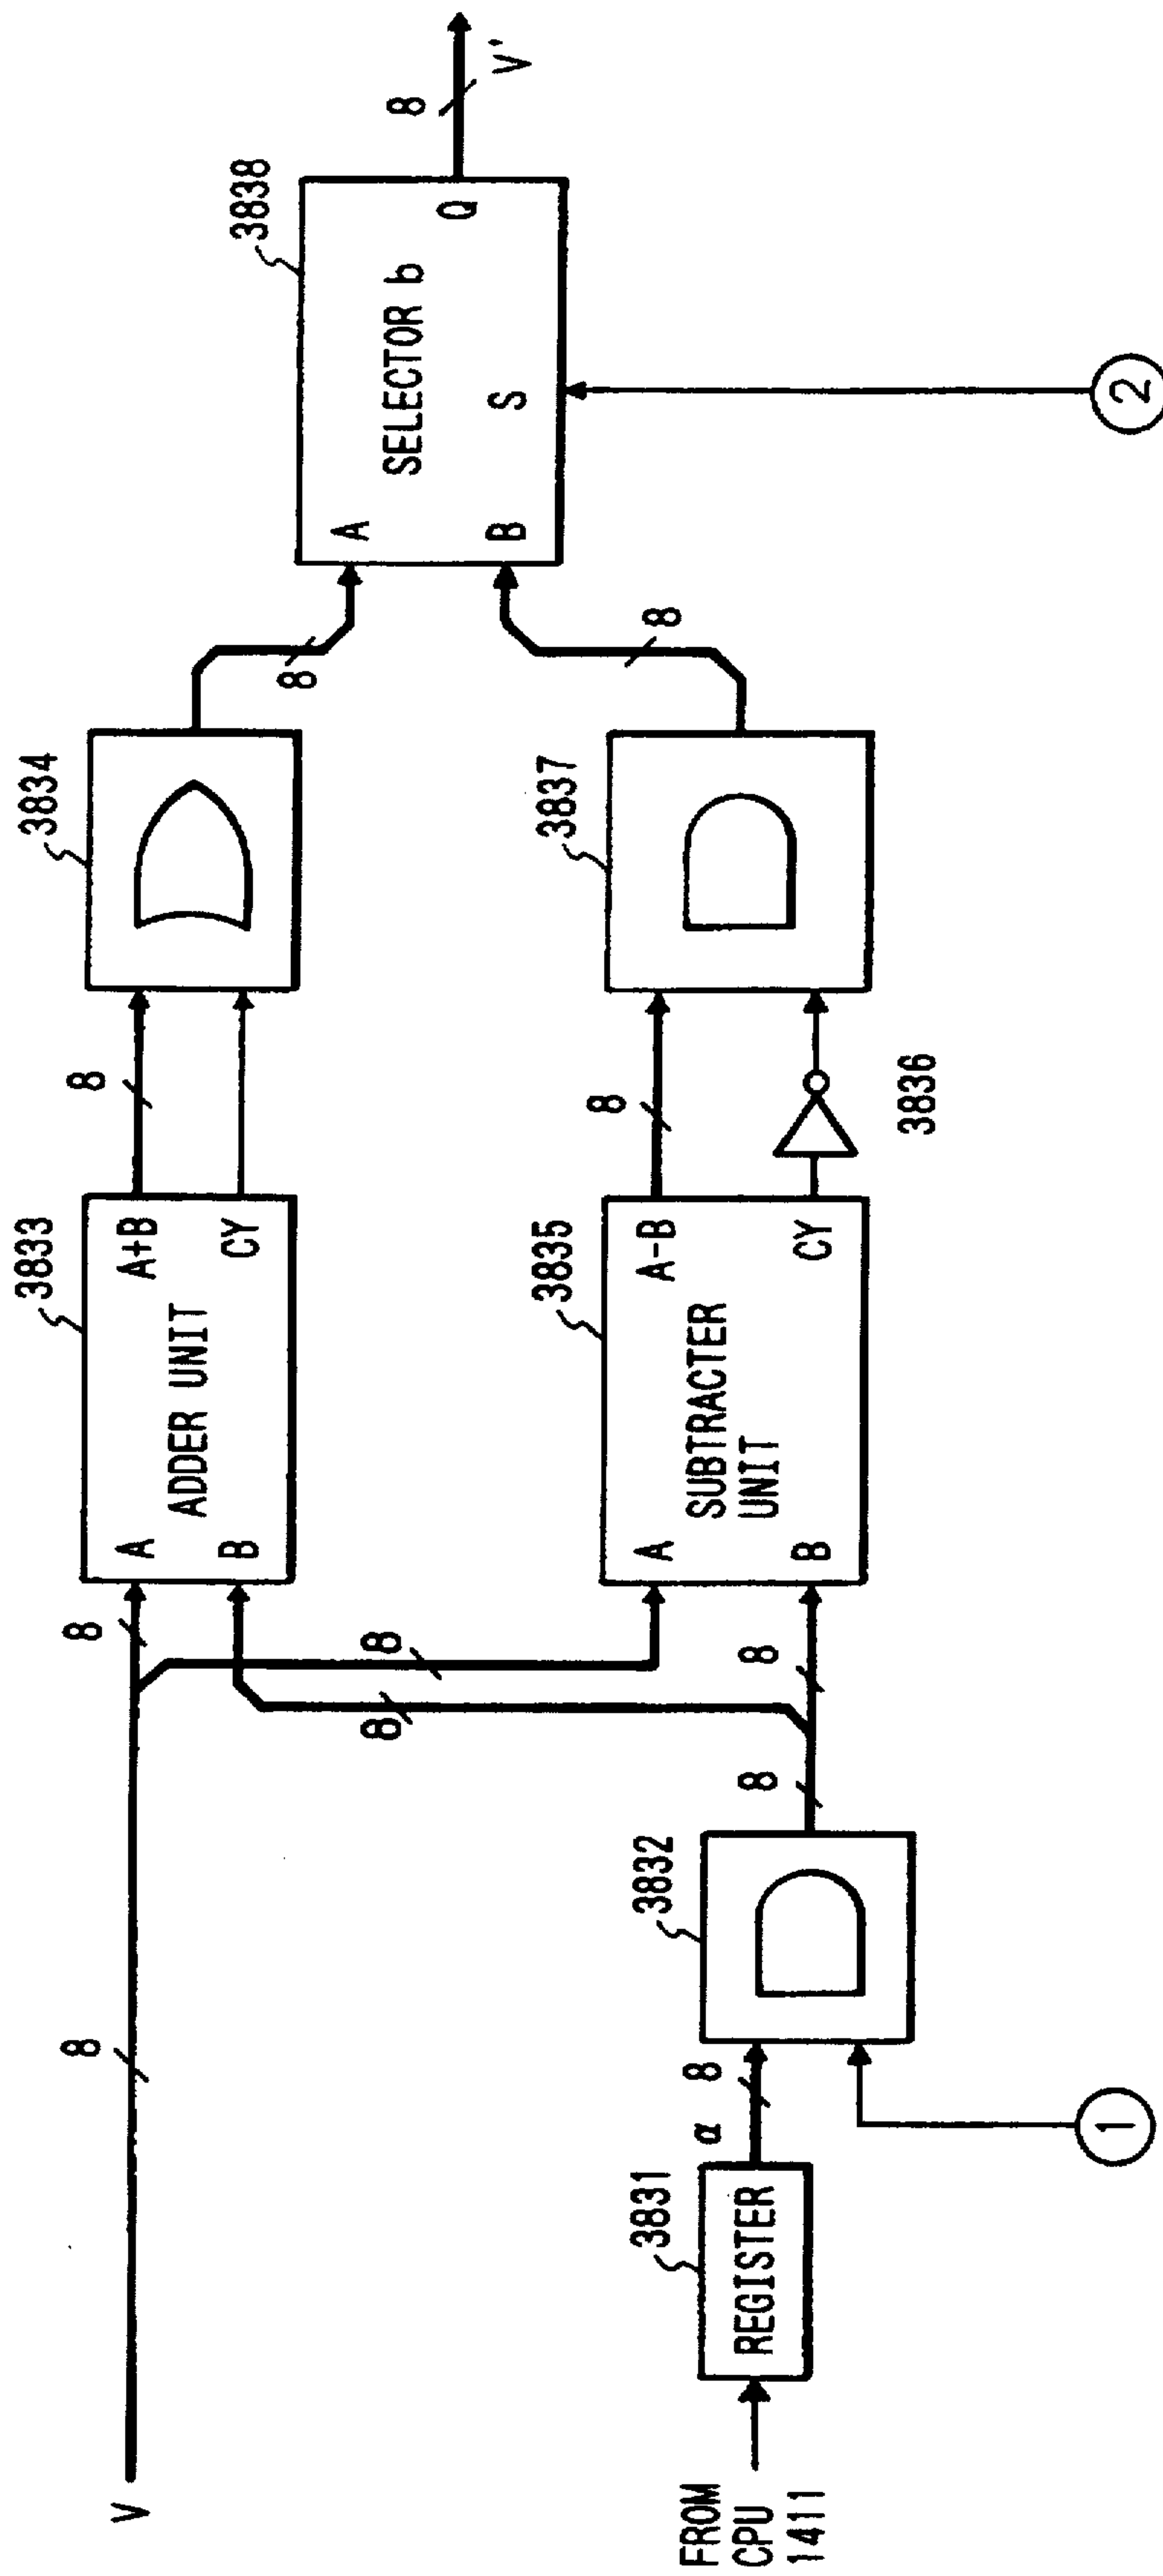 V
8
8
3833
A
B
ADDER UNIT
A+B
CY
8
3834
8
8
8
FROM
CPU
1411
3831
REGISTER
α
8
1
3832
8
8
3835
A
B
SUBTRACTER
UNIT
A-B
CY
8
3836
3837
8
3838
A
B
SELECTOR b
S
Q
8
V'
2